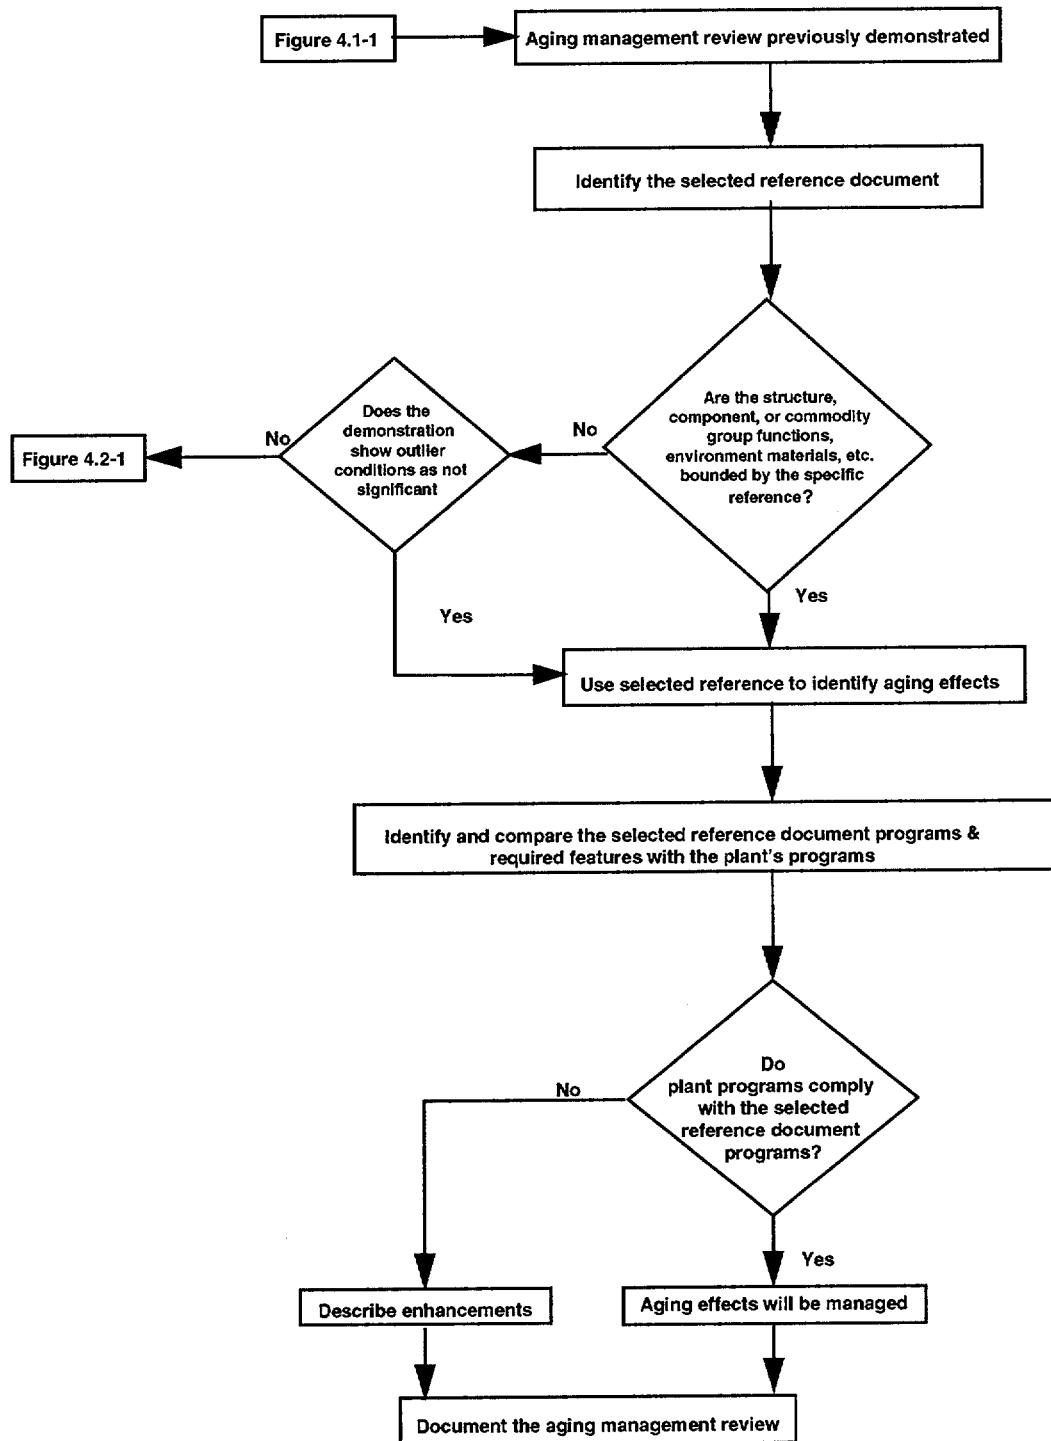 Figure 4.1-1
Aging management review previously demonstrated
Identify the selected reference document
Are the structure,
component, or commodity
group functions,
environment materials, etc.
bounded by the specific
reference?
No
Does the
demonstration
show outlier
conditions as not
significant
No
Figure 4.2-1
Yes
Yes
Use selected reference to identify aging effects
Identify and compare the selected reference document programs &
required features with the plant's programs
Do
plant programs comply
with the selected
reference document
programs?
No
Yes
Describe enhancements
Aging effects will be managed
Document the aging management review